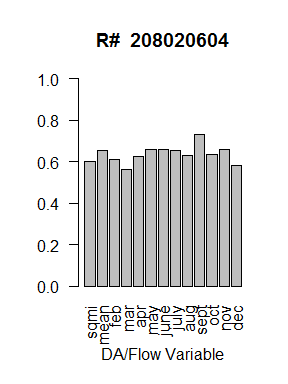 R# 208020604
1.0
0.8
0.6
0.4
0.2
0.0
sqmi
mean
feb
mar
apr
may
june
july
aug
sept
oct
nov
dec
DA/Flow Variable